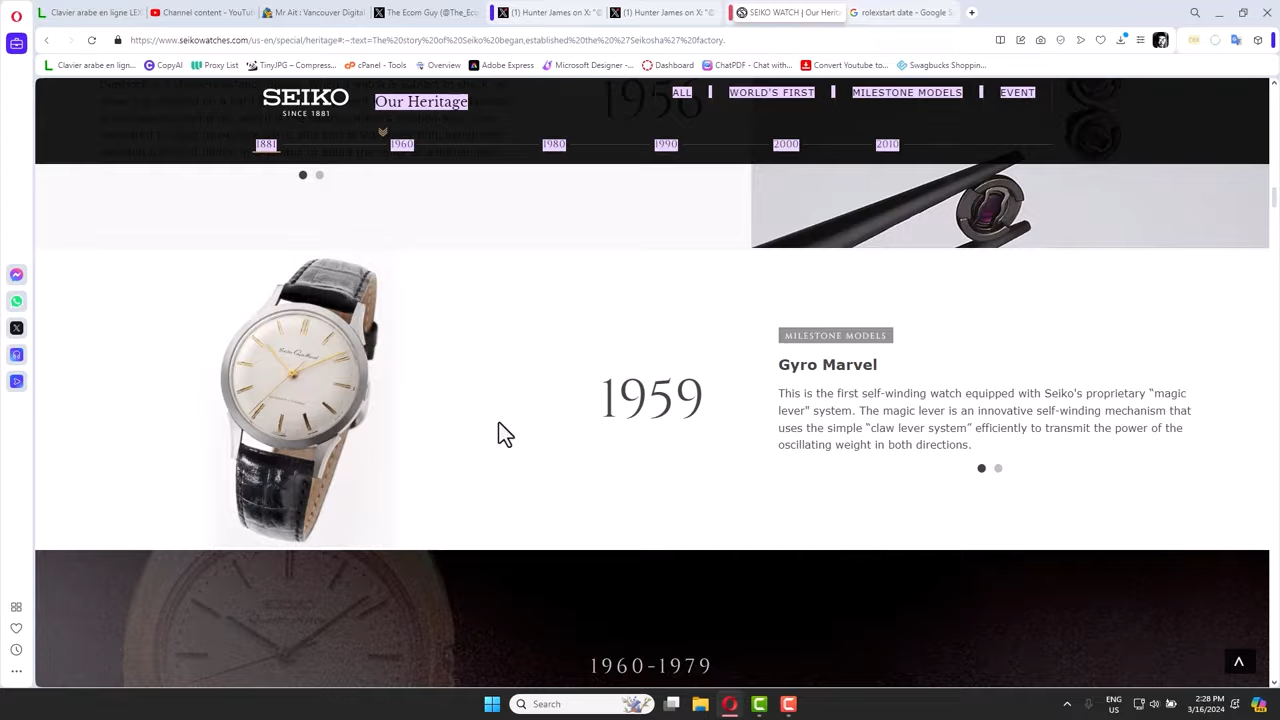 Clavier arabe en ligne LEX
Channel content - YouTu
Mr Ait : Vancouver Digital
The Ecom Guy (@The_Ec
(1) Hunter James on X: "@
(1) Hunter James on X: "@
SEIKO WATCH | Our Herita
rolexstart date - Google S
https://www.seikowatches.com/us-en/special/heritage#:~:text=The%20story%20of%20Seiko%20began,established%20the%20%27Seikosha%27%20factory.
Clavier arabe en lign...
CopyAI
Proxy List
TinyJPG – Compress...
cPanel - Tools
Overview
Adobe Express
Microsoft Designer -...
Dashboard
ChatPDF - Chat with...
Convert Youtube to...
Swagbucks Shoppin...
SEIKO
SINCE 1881
Our Heritage
1956
ALL
WORLD'S FIRST
MILESTONE MODELS
EVENT
1881
1960
1980
1990
2000
2010
1959
MILESTONE MODELS
Gyro Marvel
This is the first self-winding watch equipped with Seiko's proprietary “magic
lever" system. The magic lever is an innovative self-winding mechanism that
uses the simple “claw lever system” efficiently to transmit the power of the
oscillating weight in both directions.
1960-1979
Search
ENG
US
2:28 PM
3/16/2024